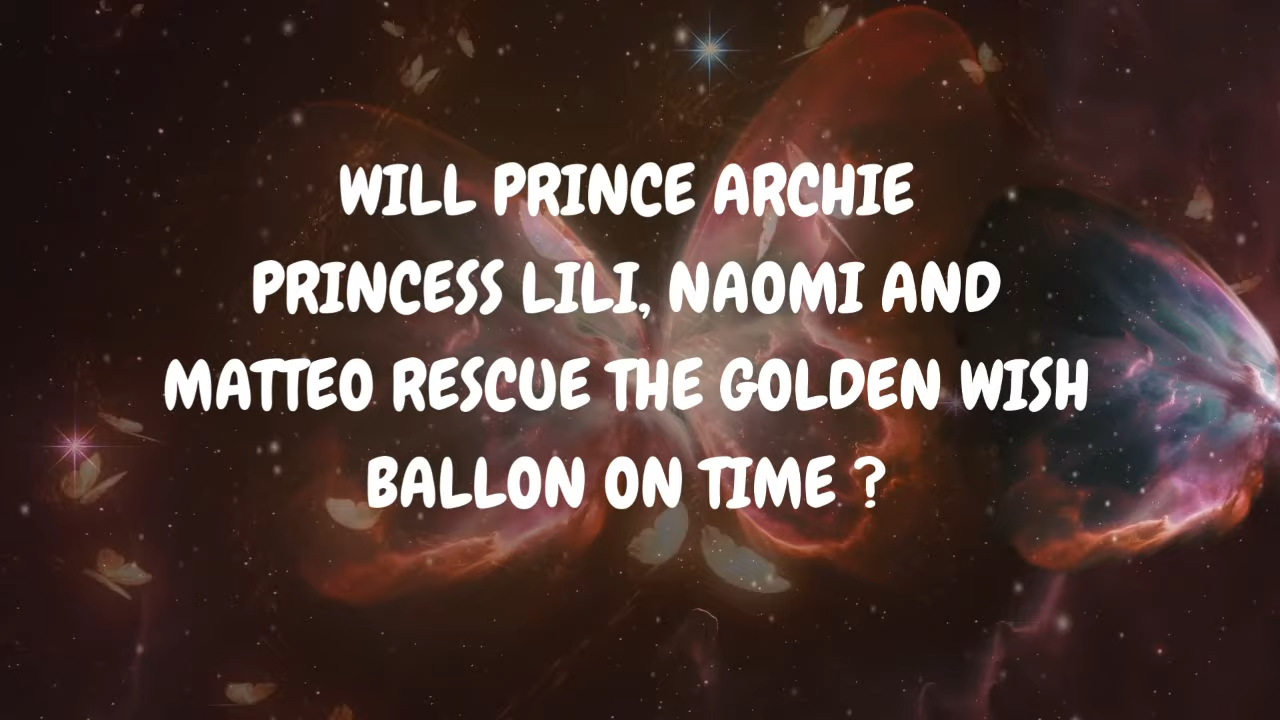 WILL PRINCE ARCHIE
PRINCESS LILI, NAOMI AND
MATTEO RESCUE THE GOLDEN WISH
BALLON ON TIME ?